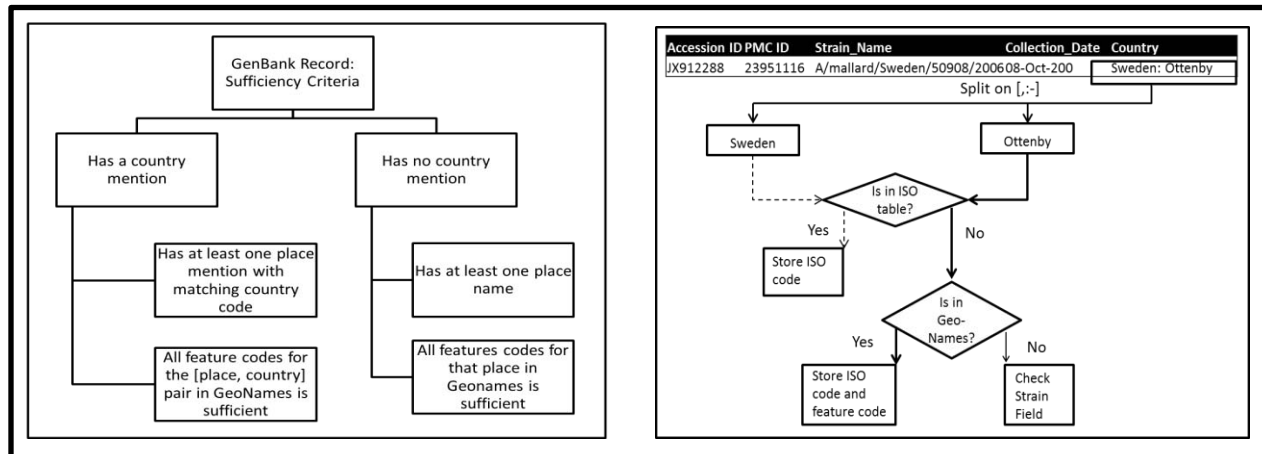 GenBank Record:
Sufficiency Criteria
Has a country
mention
Has no country
mention
Has at least one place
mention with
matching country
code
Has at least one place
name
All feature codes for
the [place, country]
pair in GeoNames is
sufficient
All features codes for
that place in
Geonames is
sufficient
Accession ID PMC ID Strain_Name Collection_Date Country
JX912288 23951116 A/mallard/Sweden/50908/200608-Oct-200 Sweden: Ottenby
Split on [,:-]
Sweden
Ottenby
Is in ISO
table?
Yes
No
Store ISO
code
Is in
Geo-
Names?
Yes
No
Store ISO
code and
feature code
Check
Strain
Field